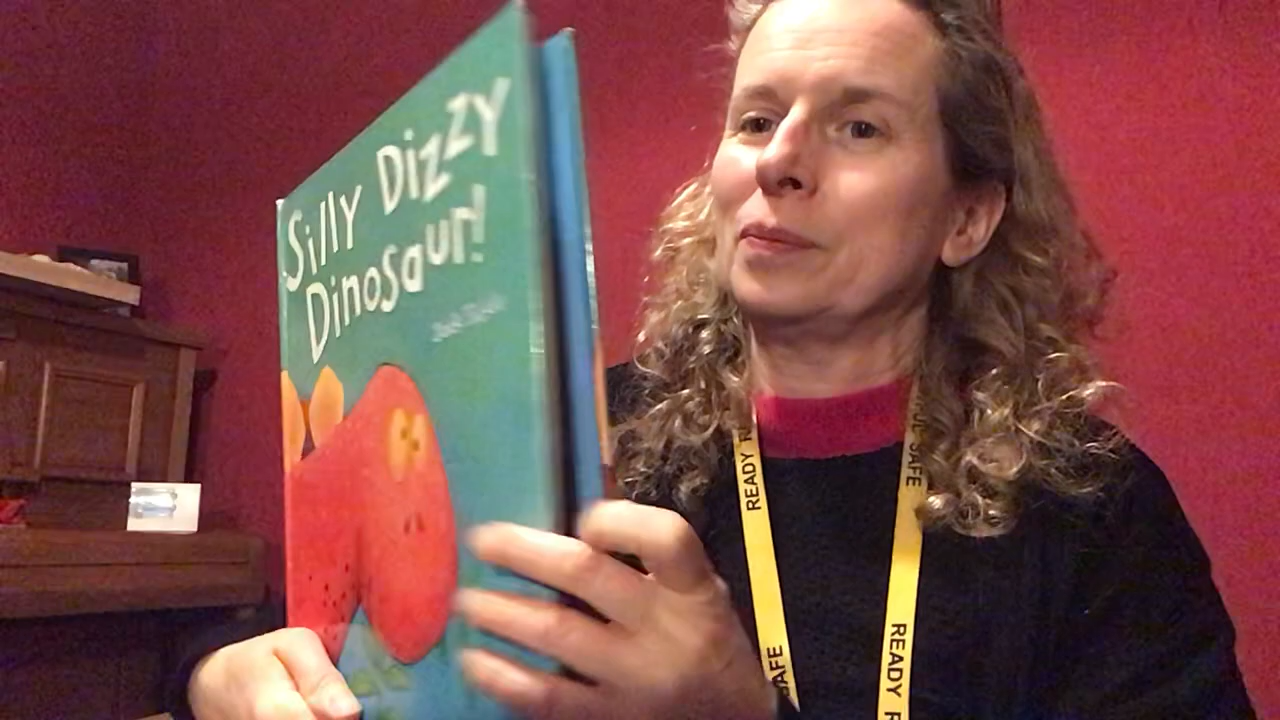 Silly Dizzy
Dinosaur!
READY R
SAFE
SAFE
READY R